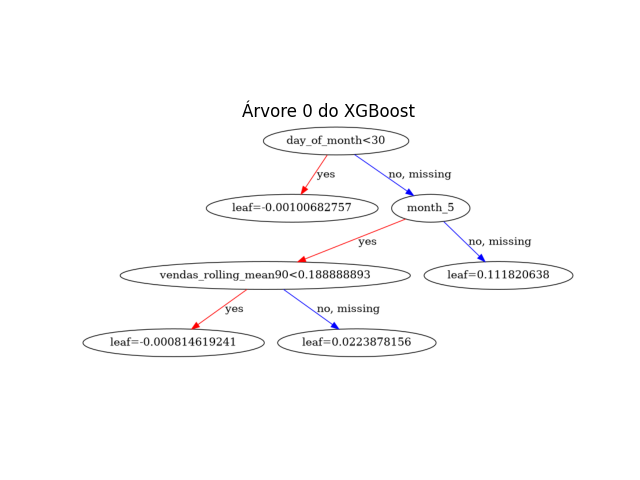 Árvore 0 do XGBoost
day_of_month<30
yes
no, missing
leaf=-0.00100682757
month_5
yes
no, missing
vendas_rolling_mean90<0.188888893
leaf=0.111820638
yes
no, missing
leaf=-0.000814619241
leaf=0.0223878156